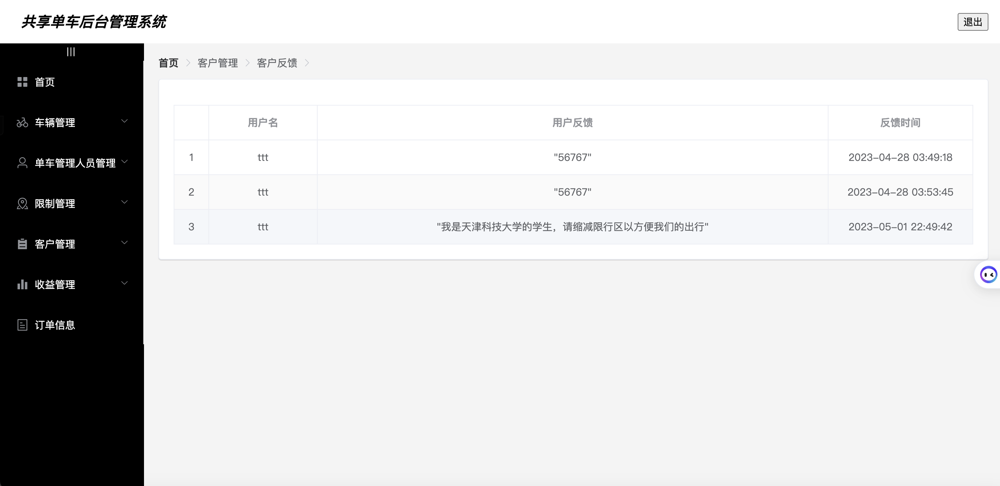 共享单车后台管理系统
退出
首页
车辆管理
单车管理人员管理
限制管理
客户管理
收益管理
订单信息
首页 客户管理 客户反馈
用户名 用户反馈 反馈时间
1 ttt "56767" 2023-04-28 03:49:18
2 ttt "56767" 2023-04-28 03:53:45
3 ttt "我是天津科技大学的学生，请缩减限行区以方便我们的出行" 2023-05-01 22:49:42